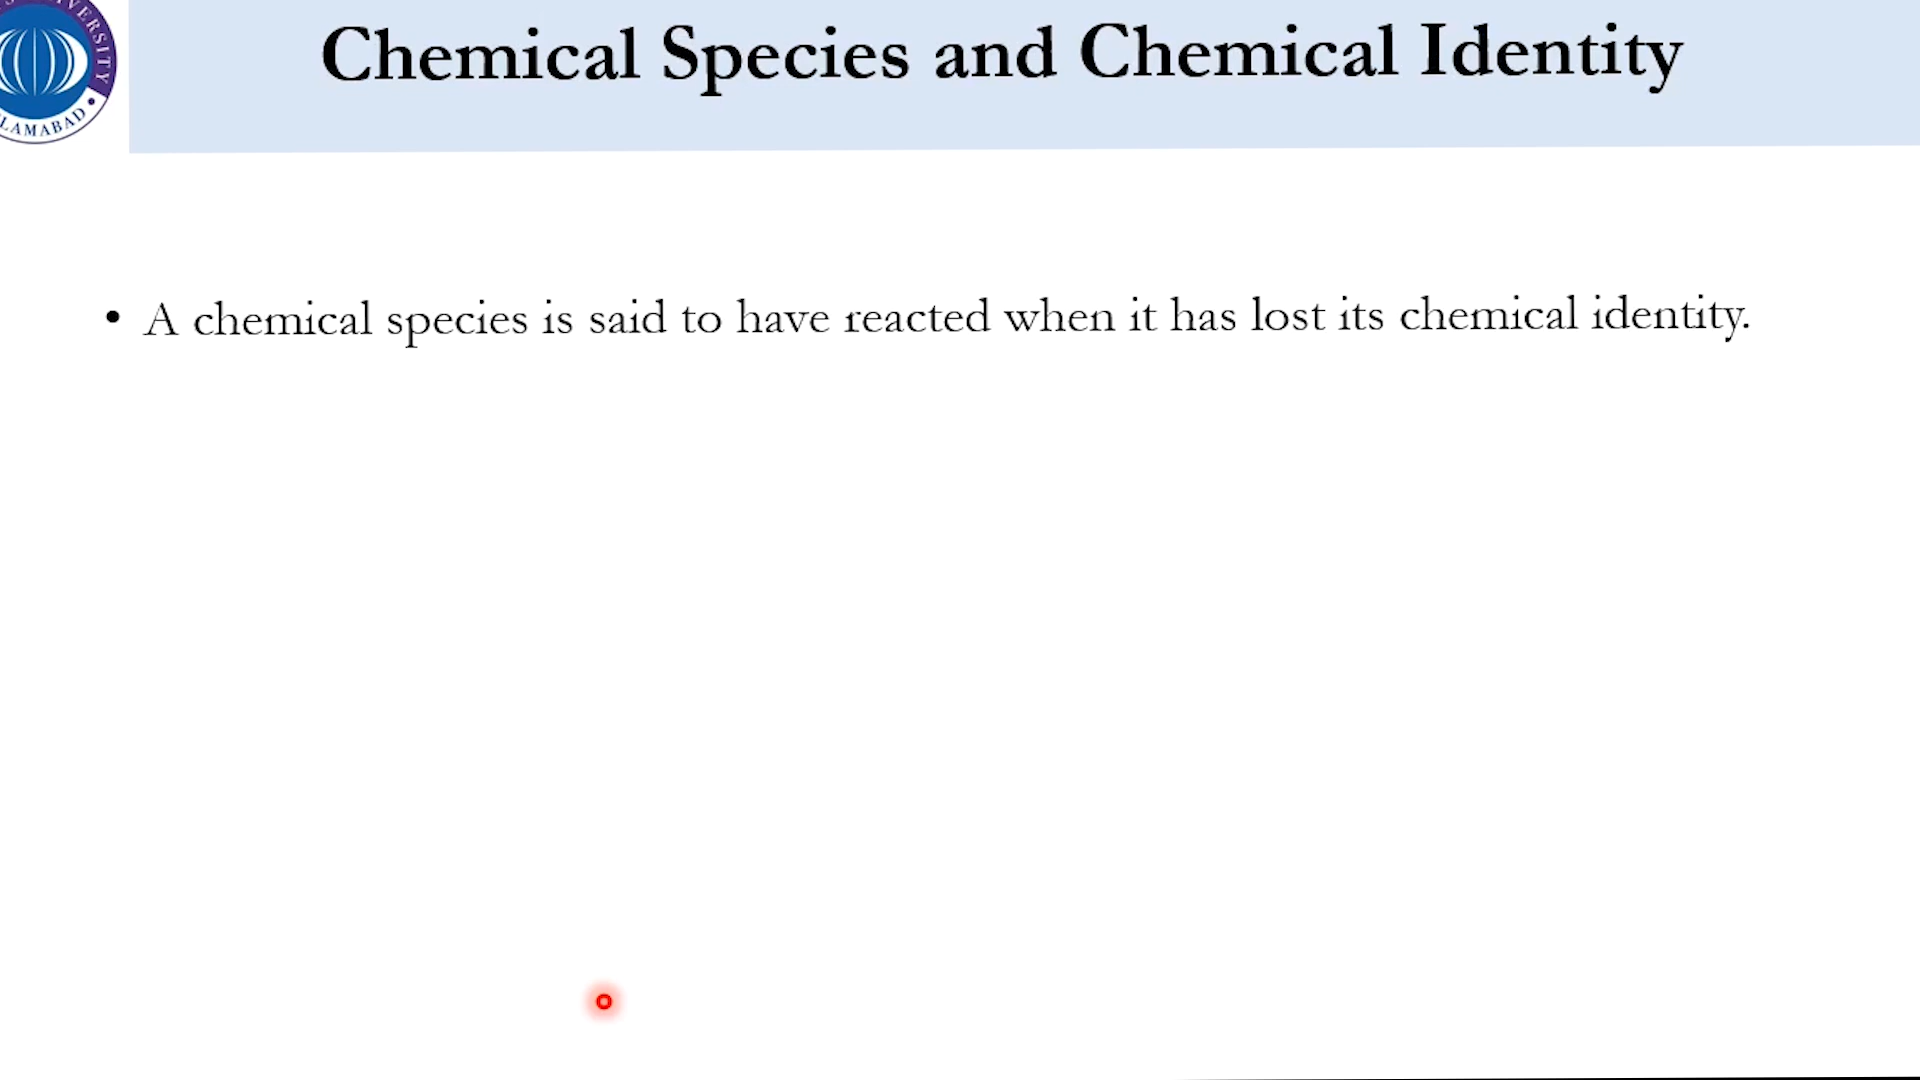 Chemical Species and Chemical Identity
• A chemical species is said to have reacted when it has lost its chemical identity.